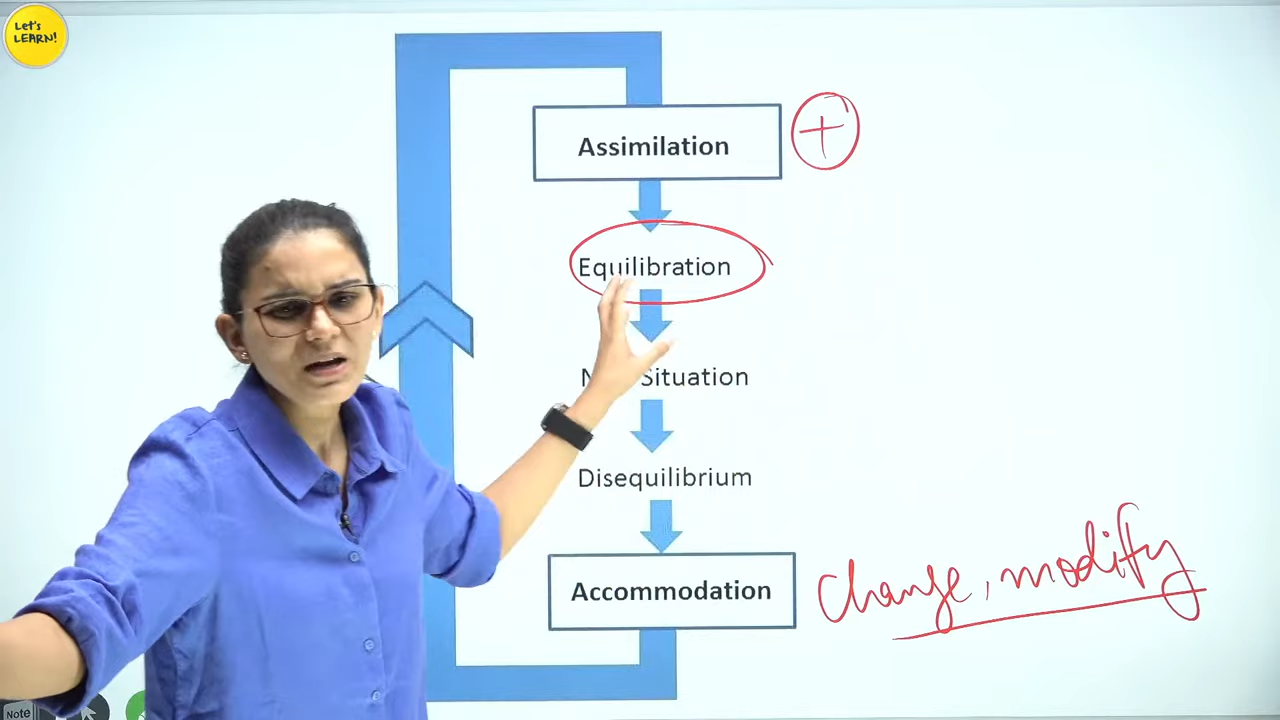 Let's
LEARN!
Assimilation
+
Equilibration
Situation
Disequilibrium
Accommodation
change, modify
Note